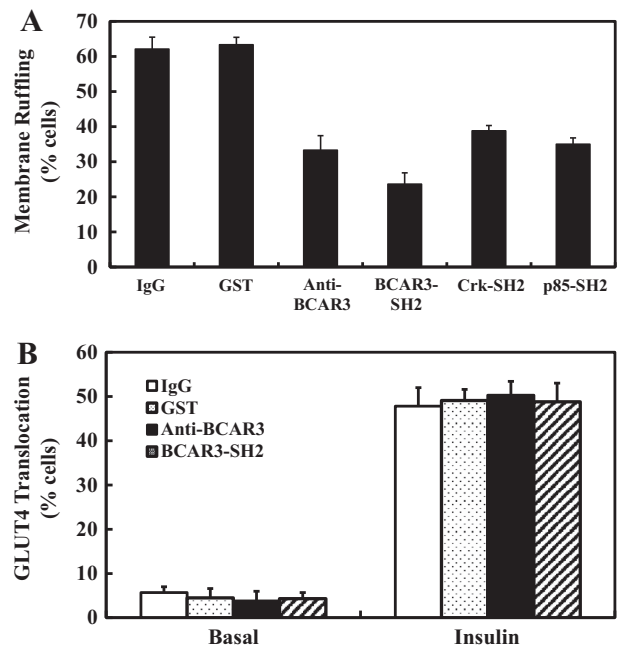 A
Membrane Ruffling
(% cells)
70
60
50
40
30
20
10
0
IgG
GST
Anti-
BCAR3
BCAR3-
SH2
Crk-SH2
p85-SH2
B
GLUT4 Translocation
(% cells)
60
50
40
30
20
10
0
IgG
GST
Anti-BCAR3
BCAR3-SH2
Basal
Insulin